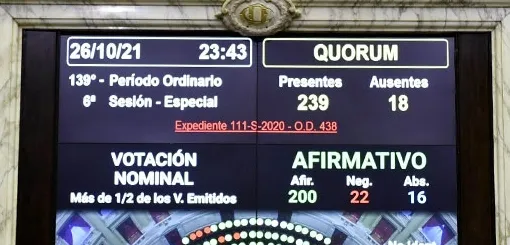 26/10/21 23:43
139º - Período Ordinario
6ª Sesión - Especial
QUORUM
Presentes Ausentes
239 18
Expediente 111-S-2020 - O.D. 438
VOTACIÓN
NOMINAL
Más de 1/2 de los V. Emitidos
AFIRMATIVO
Afir. Neg. Abs.
200 22 16